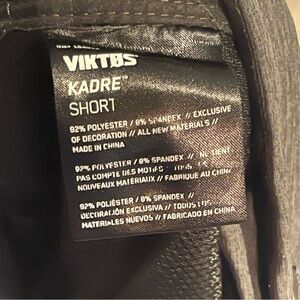 VIKTØS
KADRE™
SHORT
92% POLYESTER / 8% SPANDEX // EXCLUSIVE
OF DECORATION // ALL NEW MATERIALS //
MADE IN CHINA
92% POLYESTER / 8% SPANDEX //
PAS COMPTE DES MOTIFS
NOUVEAUX MATÉRIAUX // FABRIQUÉ AU CHINE
92% POLIÉSTER / 8% SPANDEX //
DECORACIÓN EXCLUSIVA // TODOS LOS
MATERIALES NUEVOS // FABRICADO EN CHINA